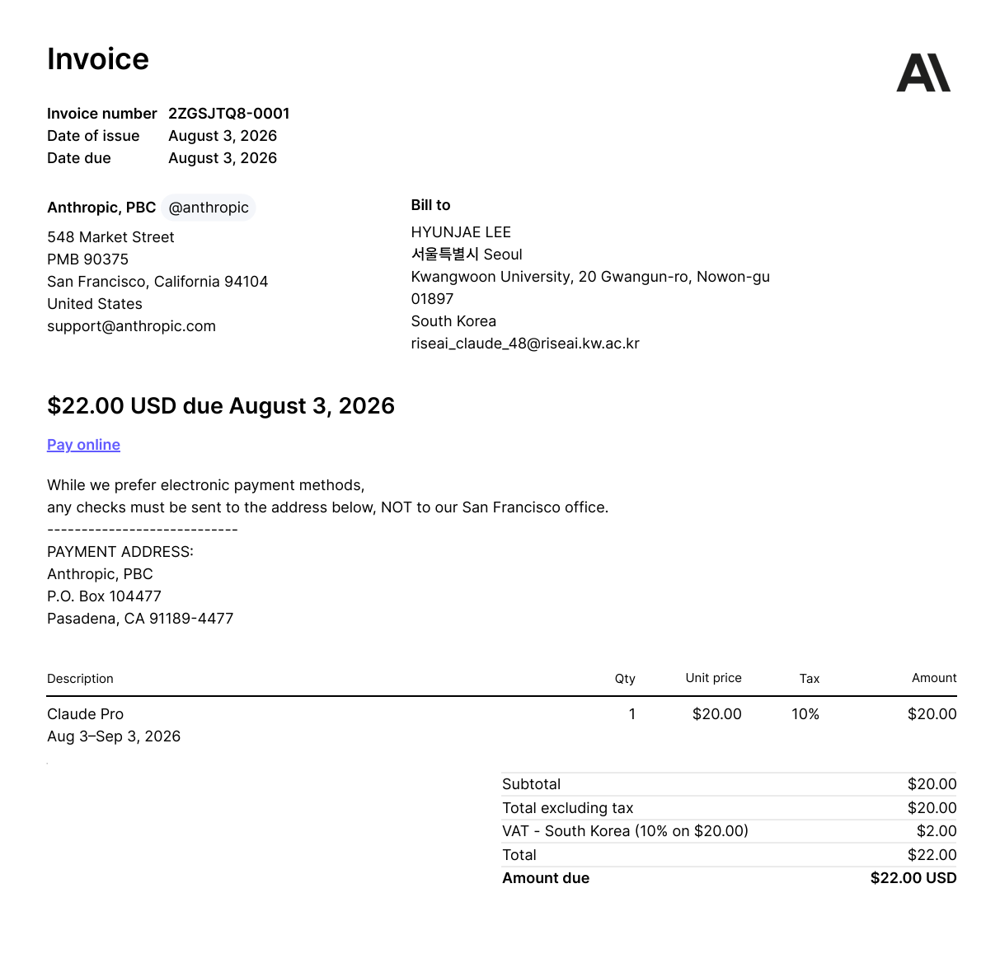 Invoice
Invoice number 2ZGSJTQ8-0001
Date of issue August 3, 2026
Date due August 3, 2026
Anthropic, PBC @anthropic
548 Market Street
PMB 90375
San Francisco, California 94104
United States
support@anthropic.com
Bill to
HYUNJAE LEE
서울특별시 Seoul
Kwangwoon University, 20 Gwangun-ro, Nowon-gu
01897
South Korea
riseai_claude_48@riseai.kw.ac.kr
$22.00 USD due August 3, 2026
Pay online
While we prefer electronic payment methods,
any checks must be sent to the address below, NOT to our San Francisco office.
----------------------------
PAYMENT ADDRESS:
Anthropic, PBC
P.O. Box 104477
Pasadena, CA 91189-4477
Description Qty Unit price Tax Amount
Claude Pro 1 $20.00 10% $20.00
Aug 3–Sep 3, 2026
Subtotal $20.00
Total excluding tax $20.00
VAT - South Korea (10% on $20.00) $2.00
Total $22.00
Amount due $22.00 USD